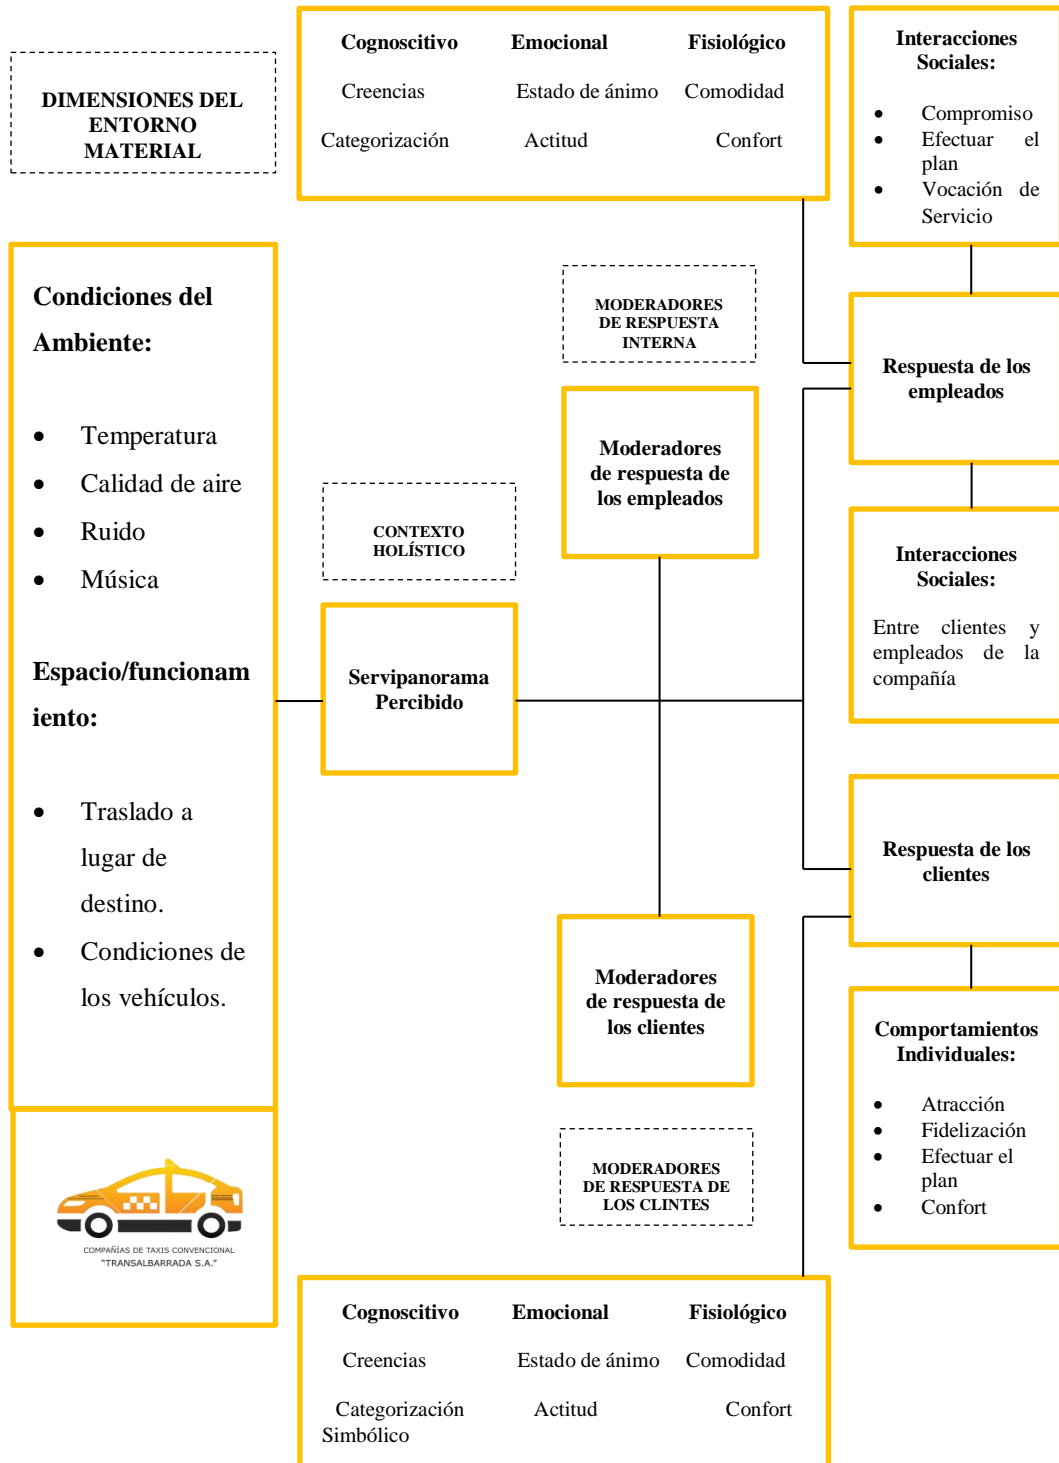 Cognoscitivo Emocional Fisiológico
Creencias Estado de ánimo Comodidad
Categorización Actitud Confort
Interacciones
Sociales:
• Compromiso
• Efectuar el
plan
• Vocación de
Servicio
DIMENSIONES DEL
ENTORNO
MATERIAL
Condiciones del
Ambiente:
• Temperatura
• Calidad de aire
• Ruido
• Música
Espacio/funcionam
iento:
• Traslado a
lugar de
destino.
• Condiciones de
los vehículos.
MODERADORES
DE RESPUESTA
INTERNA
Respuesta de los
empleados
Moderadores
de respuesta de
los empleados
CONTEXTO
HOLÍSTICO
Servipanorama
Percibido
Interacciones
Sociales:
Entre clientes y
empleados de la
compañía
Respuesta de los
clientes
Moderadores
de respuesta de
los clientes
Comportamientos
Individuales:
• Atracción
• Fidelización
• Efectuar el
plan
• Confort
MODERADORES
DE RESPUESTA DE
LOS CLINTES
COMPAÑÍAS DE TAXIS CONVENCIONAL
"TRANSALBARRADA S.A."
Cognoscitivo Emocional Fisiológico
Creencias Estado de ánimo Comodidad
Categorización Actitud Confort
Simbólico